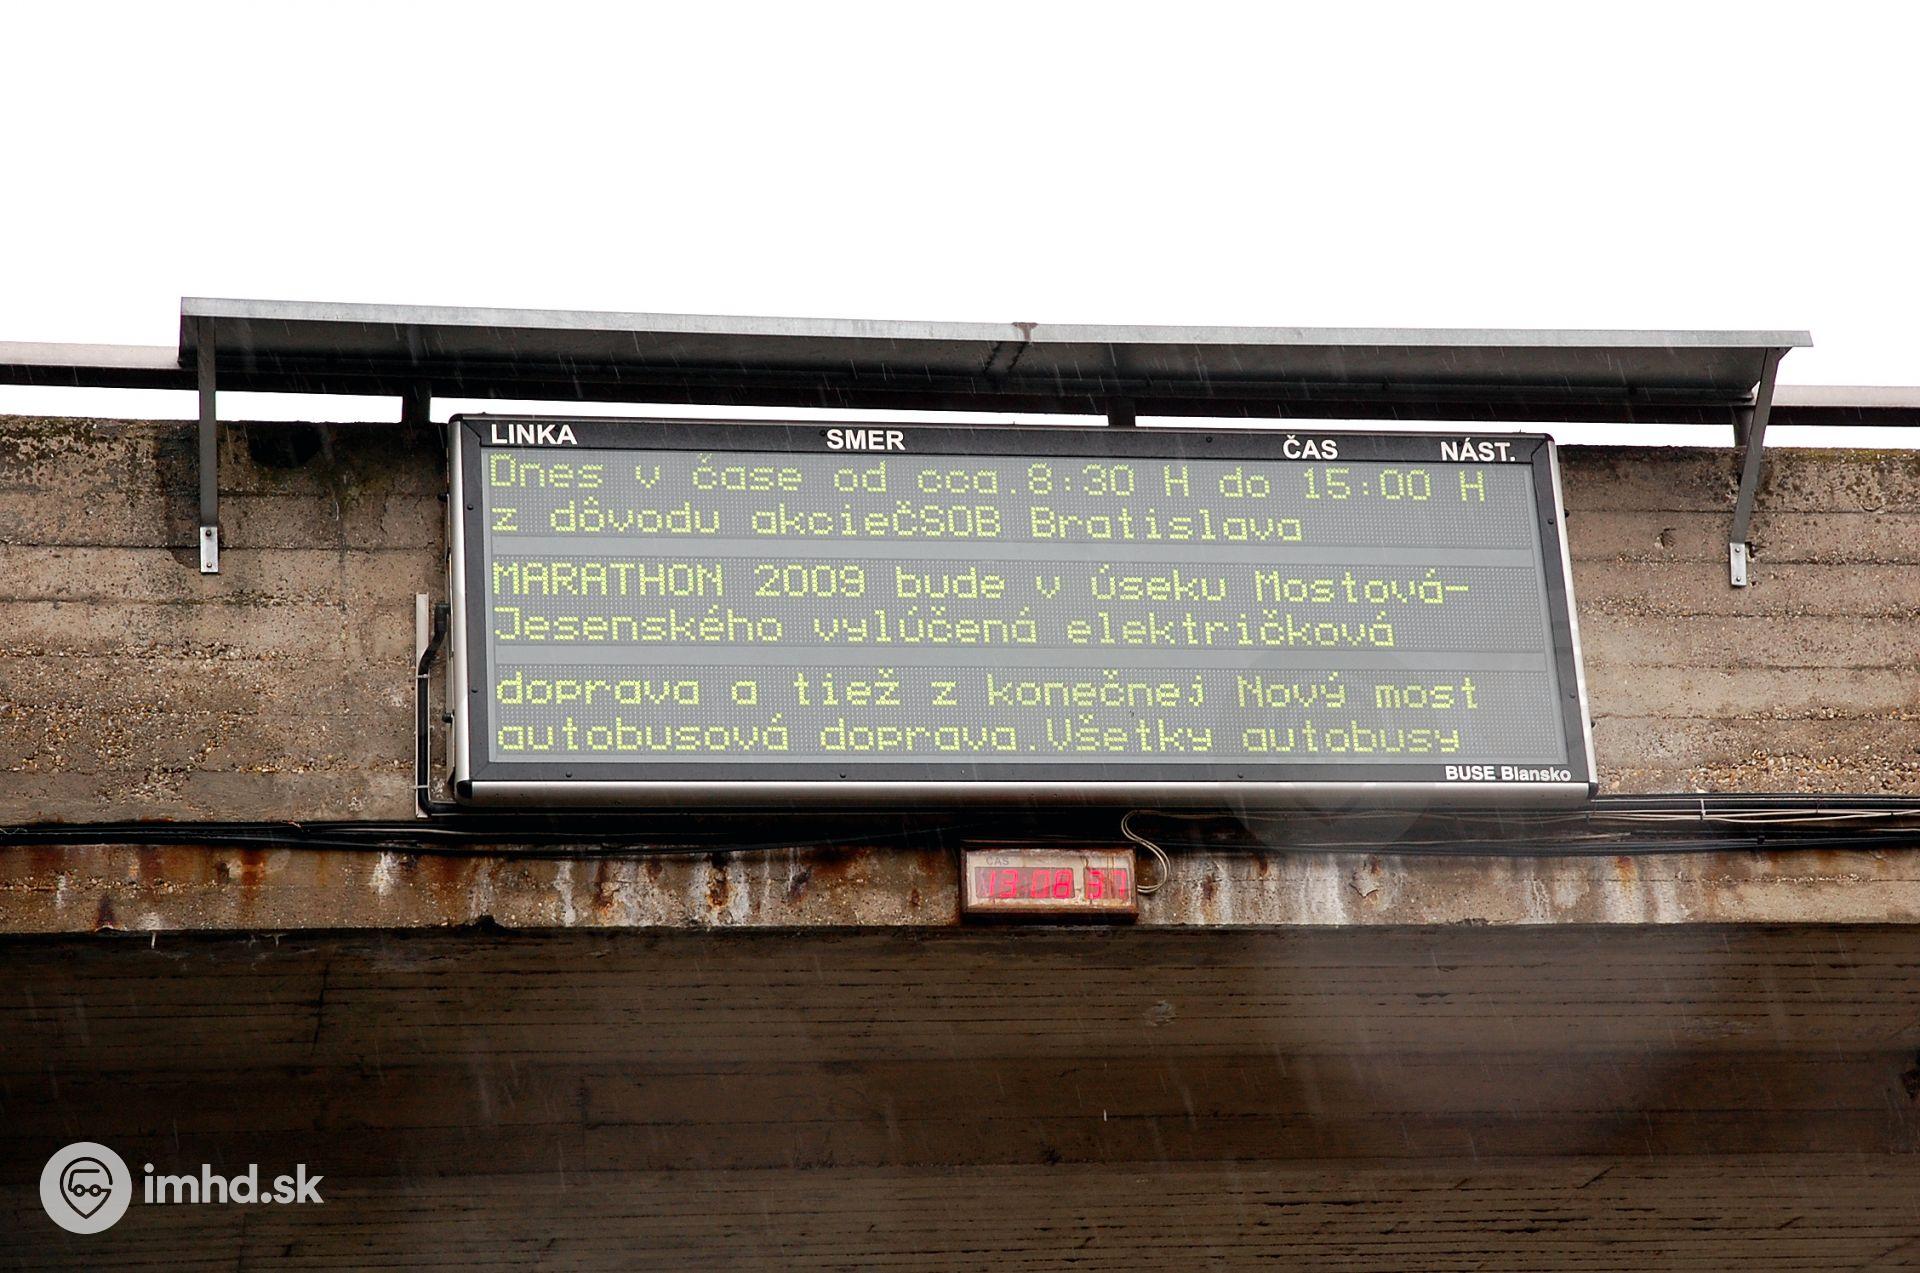 LINKA SMER ČAS NÁST.
Dnes v čase od cca.8:30 H do 15:00 H
z dôvodu akcieČSOB Bratislava
MARATHON 2009 bude v úseku Mostová-
Jesenského vylúčená električková
doprava a tiež z konečnej Nový most
autobusová doprava.Všetky autobusy
BUSE Blansko
ČAS
13:08
imhd.sk